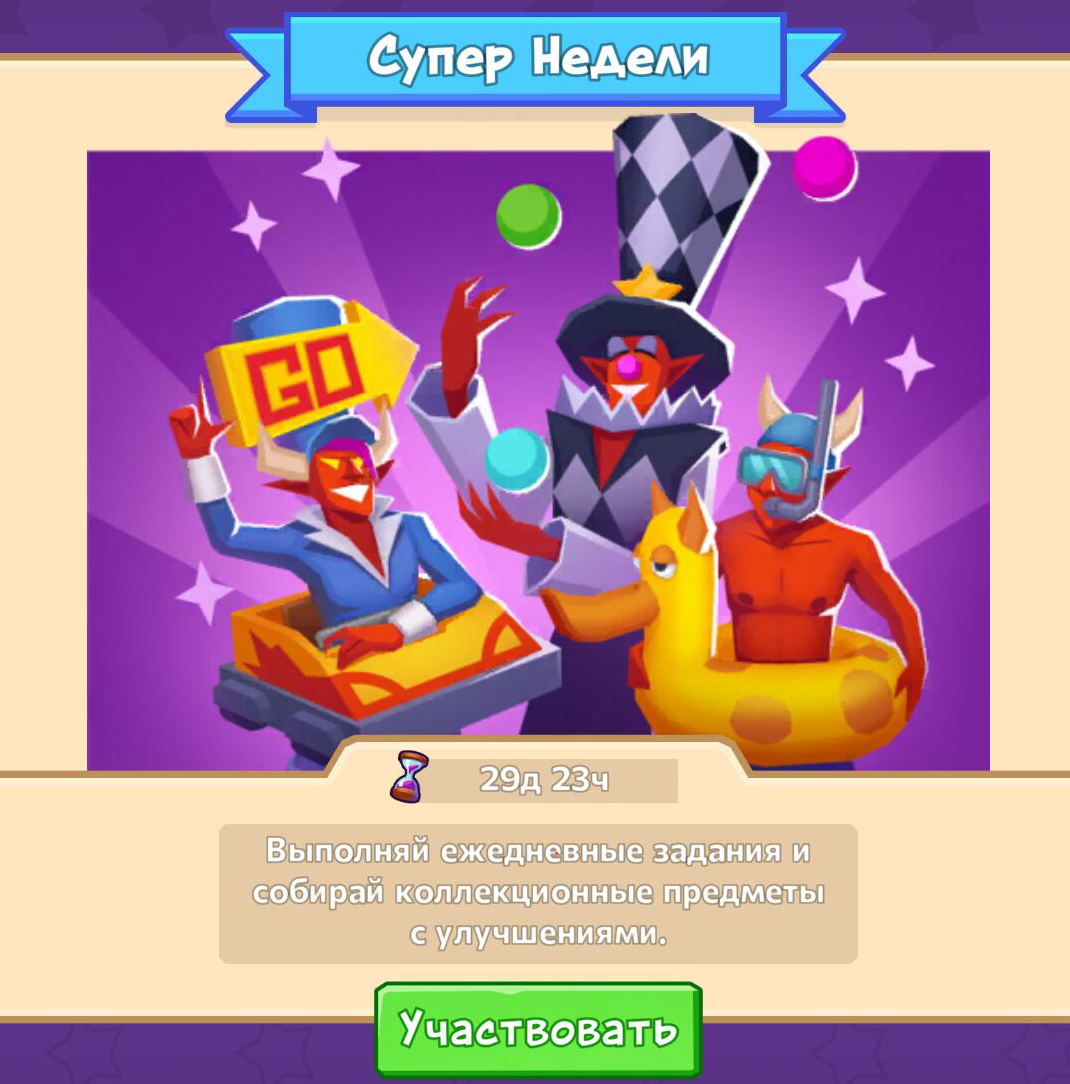 Супер Недели
GO
29д 23ч
Выполняй ежедневные задания и
собирай коллекционные предметы
с улучшениями.
Участвовать